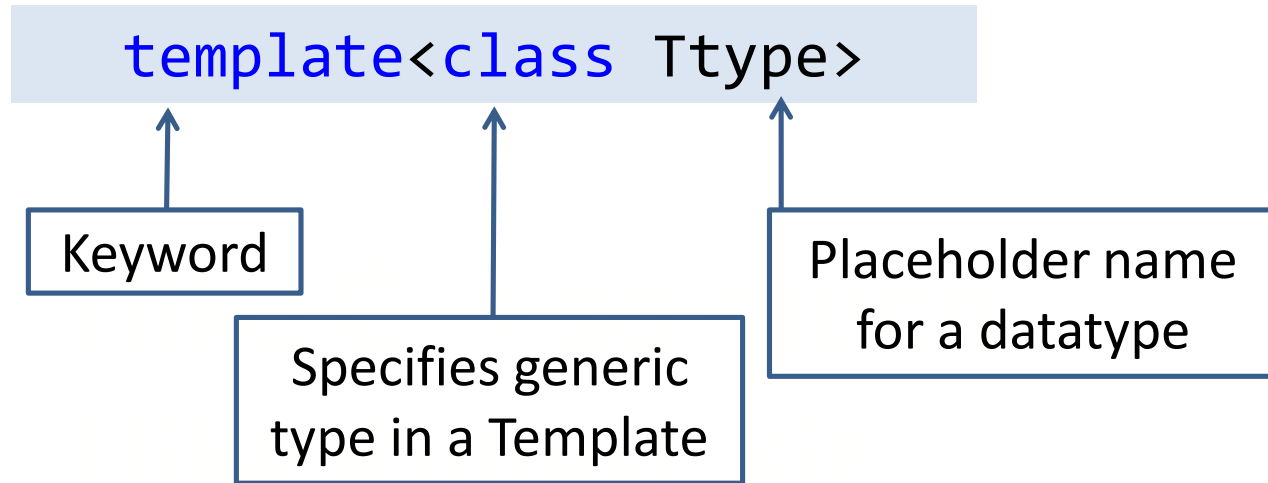 template<class Ttype>
Keyword
Specifies generic
type in a Template
Placeholder name
for a datatype